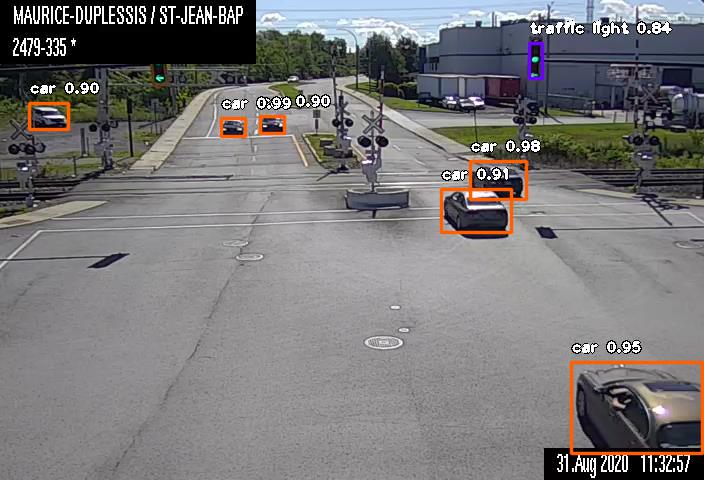 MAURICE-DUPLESSIS / ST-JEAN-BAP
2479-335 *
traffic light 0.84
car 0.90
car 0.99 0.90
car 0.98
car 0.91
car 0.95
31.Aug 2020 11:32:57